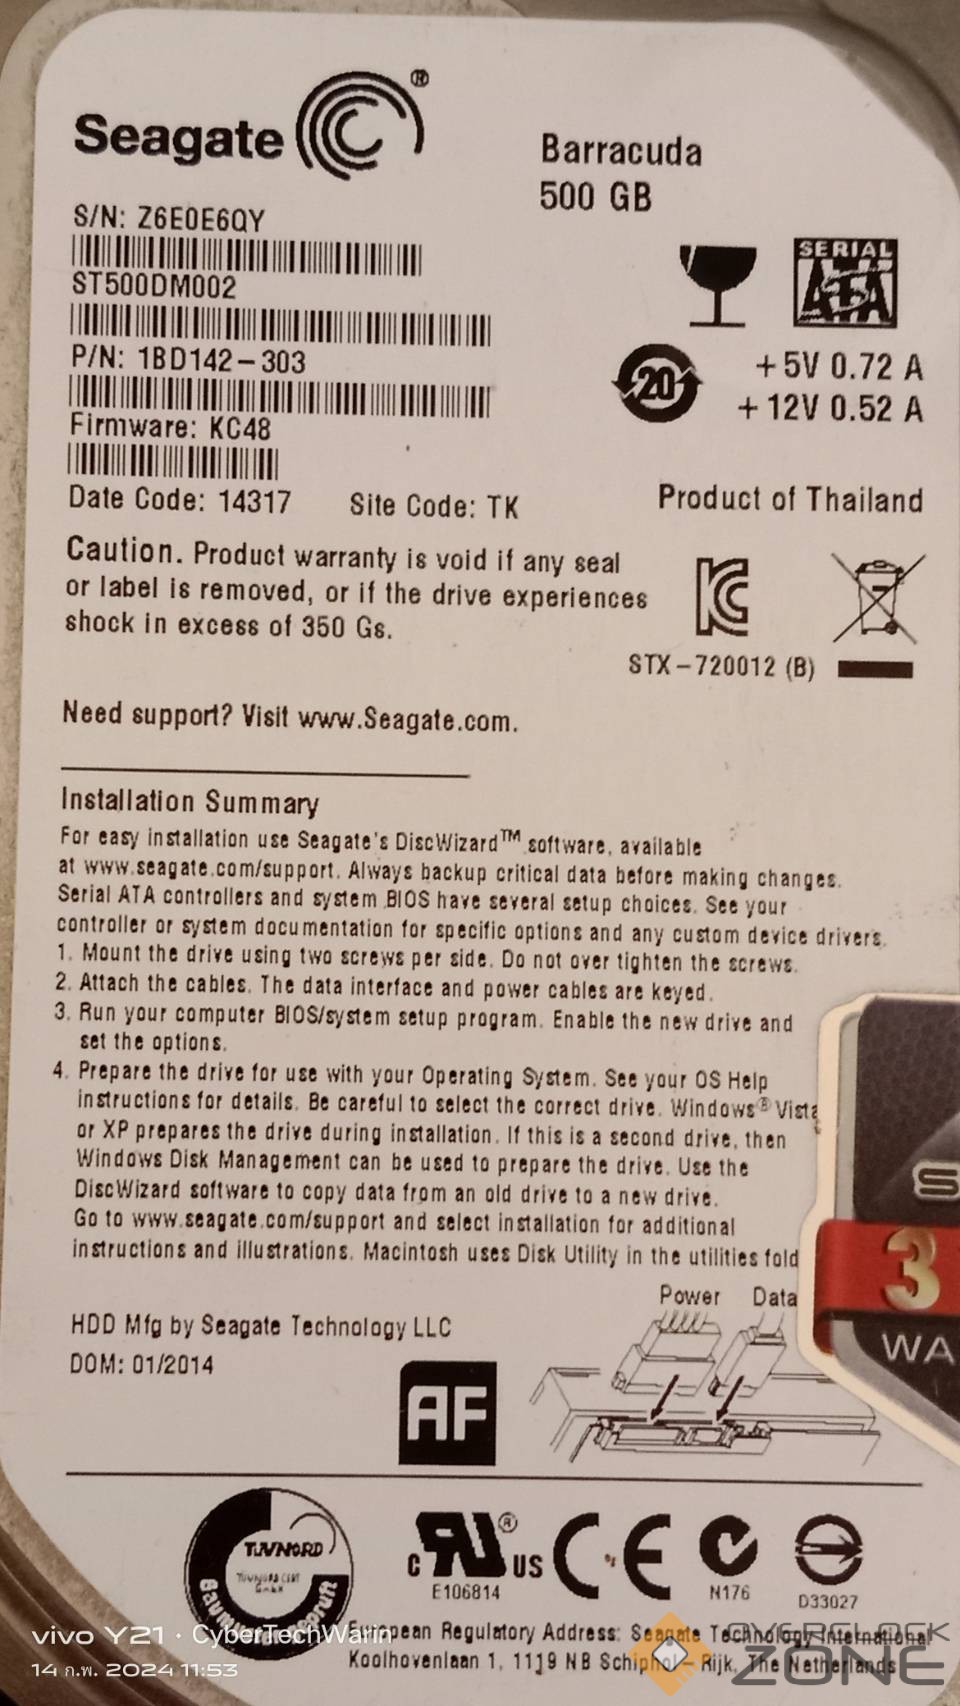 Seagate ®
Barracuda
500 GB
S/N: Z6E0E6QY
ST500DM002
P/N: 1BD142-303
Firmware: KC48
Date Code: 14317 Site Code: TK
SERIAL
ATA
20
+5V 0.72 A
+12V 0.52 A
Product of Thailand
Caution. Product warranty is void if any seal
or label is removed, or if the drive experiences
shock in excess of 350 Gs.
STX-720012 (B)
Need support? Visit www.Seagate.com.
Installation Summary
For easy installation use Seagate's DiscWizard™ software, available
at www.seagate.com/support. Always backup critical data before making changes.
Serial ATA controllers and system BIOS have several setup choices. See your
controller or system documentation for specific options and any custom device drivers.
1. Mount the drive using two screws per side. Do not over tighten the screws.
2. Attach the cables. The data interface and power cables are keyed.
3. Run your computer BIOS/system setup program. Enable the new drive and
set the options.
4. Prepare the drive for use with your Operating System. See your OS Help
instructions for details. Be careful to select the correct drive. Windows® Vista
or XP prepares the drive during installation. If this is a second drive, then
Windows Disk Management can be used to prepare the drive. Use the
DiscWizard software to copy data from an old drive to a new drive.
Go to www.seagate.com/support and select installation for additional
instructions and illustrations. Macintosh uses Disk Utility in the utilities fold
S
3
WA
Power Data
HDD Mfg by Seagate Technology LLC
DOM: 01/2014
AF
TUVNORD
c RU ® US
E106814
CE
N176
D33027
European Regulatory Address: Seagate Technology International
Koolhovenlaan 1, 1119 NB Schiphol-Rijk, The Netherlands
vivo Y21 · CyberTechWarin
14 ก.พ. 2024 11:53
OVERCLOCK
ZONE